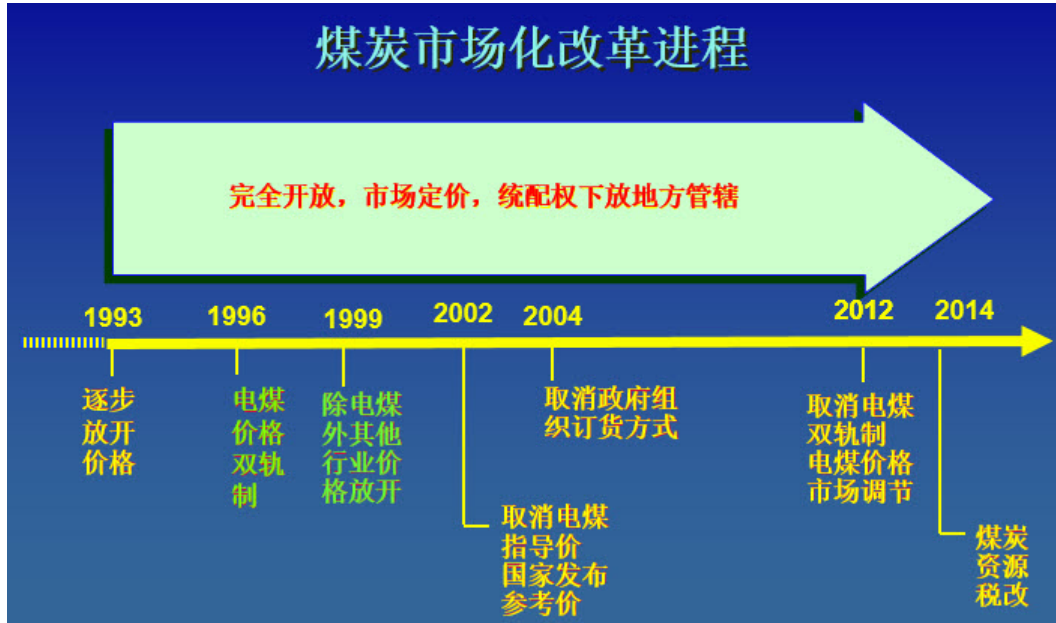 煤炭市场化改革进程
完全开放，市场定价，统配权下放地方管辖
1993
1996
1999
2002
2004
2012
2014
逐步
放开
价格
电煤
价格
双轨
制
除电煤
外其他
行业价
格放开
取消电煤
指导价
国家发布
参考价
取消政府组
织订货方式
取消电煤
双轨制
电煤价格
市场调节
煤炭
资源
税改